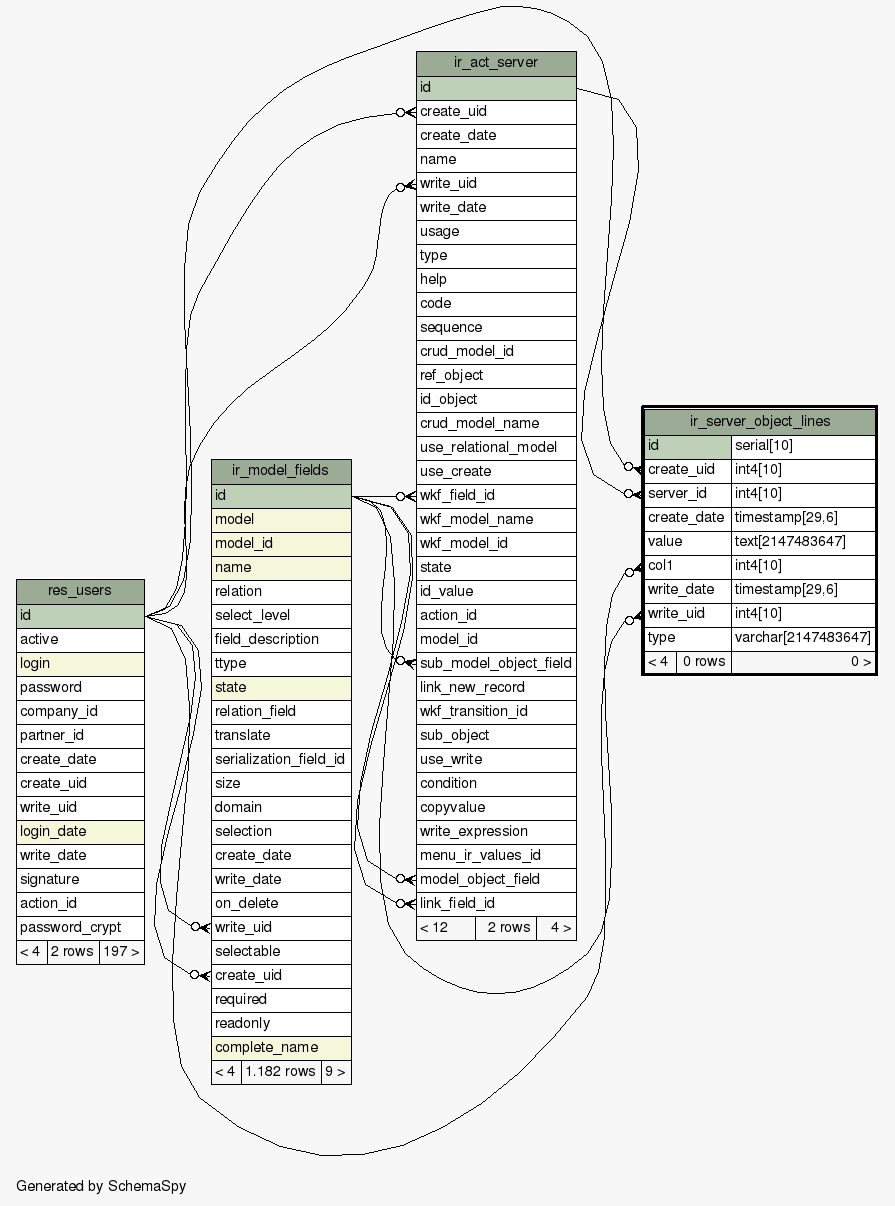 ir_act_server
id
create_uid
create_date
name
write_uid
write_date
usage
type
help
code
sequence
crud_model_id
ref_object
id_object
crud_model_name
use_relational_model
use_create
wkf_field_id
wkf_model_name
wkf_model_id
state
id_value
action_id
model_id
sub_model_object_field
link_new_record
wkf_transition_id
sub_object
use_write
condition
copyvalue
write_expression
menu_ir_values_id
model_object_field
link_field_id
< 12 2 rows 4 >
ir_server_object_lines
id serial[10]
create_uid int4[10]
server_id int4[10]
create_date timestamp[29,6]
value text[2147483647]
col1 int4[10]
write_date timestamp[29,6]
write_uid int4[10]
type varchar[2147483647]
< 4 0 rows 0 >
ir_model_fields
id
model
model_id
name
relation
select_level
field_description
ttype
state
relation_field
translate
serialization_field_id
size
domain
selection
create_date
write_date
on_delete
write_uid
selectable
create_uid
required
readonly
complete_name
< 4 1.182 rows 9 >
res_users
id
active
login
password
company_id
partner_id
create_date
create_uid
write_uid
login_date
write_date
signature
action_id
password_crypt
< 4 2 rows 197 >
Generated by SchemaSpy